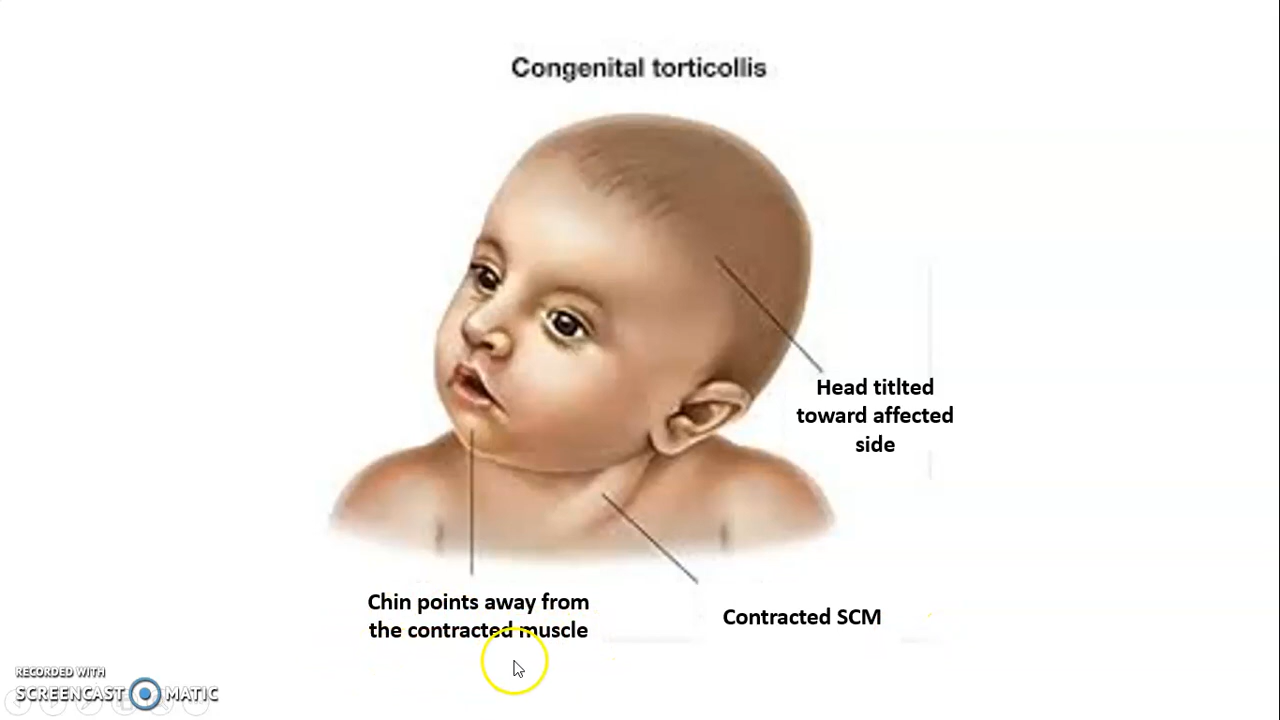 Congenital torticollis
Head titlted
toward affected
side
Chin points away from
the contracted muscle
Contracted SCM
RECORDED WITH
SCREENCAST MATIC